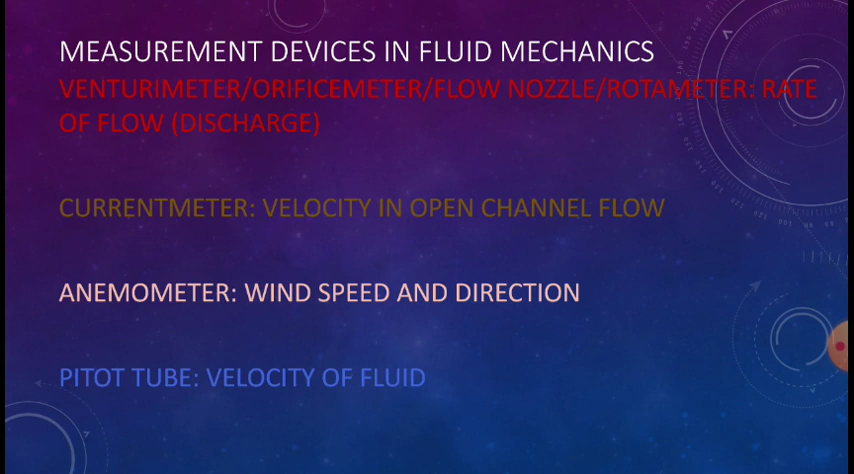 MEASUREMENT DEVICES IN FLUID MECHANICS
VENTURIMETER/ORIFICEMETER/FLOW NOZZLE/ROTAMETER: RATE
OF FLOW (DISCHARGE)
CURRENTMETER: VELOCITY IN OPEN CHANNEL FLOW
ANEMOMETER: WIND SPEED AND DIRECTION
PITOT TUBE: VELOCITY OF FLUID